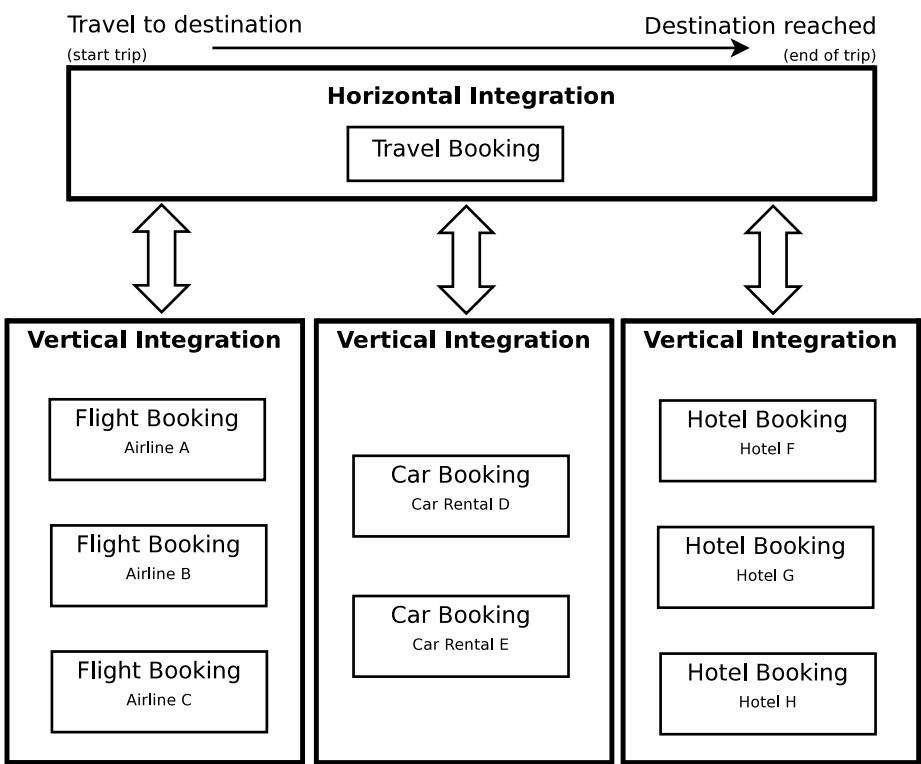 Travel to destination
Destination reached
(start trip)
(end of trip)
Horizontal Integration
Travel Booking
Vertical Integration
Flight Booking
Airline A
Flight Booking
Airline B
Flight Booking
Airline C
Vertical Integration
Car Booking
Car Rental D
Car Booking
Car Rental E
Vertical Integration
Hotel Booking
Hotel F
Hotel Booking
Hotel G
Hotel Booking
Hotel H